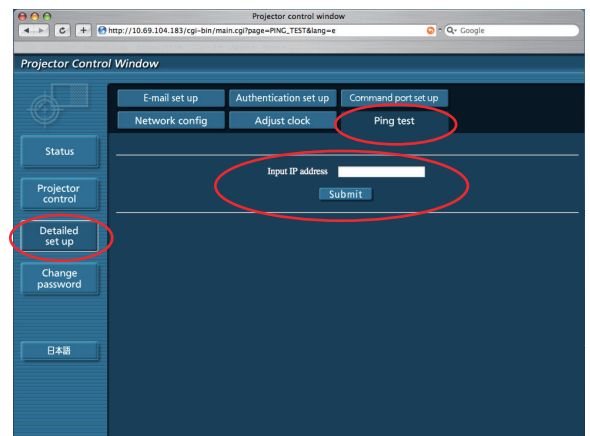 Projector control window
http://10.69.104.183/cgi-bin/main.cgi?page=PING_TEST&lang=e
Google
Projector Control Window
E-mail set up
Authentication set up
Command port set up
Network config
Adjust clock
Ping test
Status
Projector
control
Detailed
set up
Change
password
日本語
Input IP address
Submit